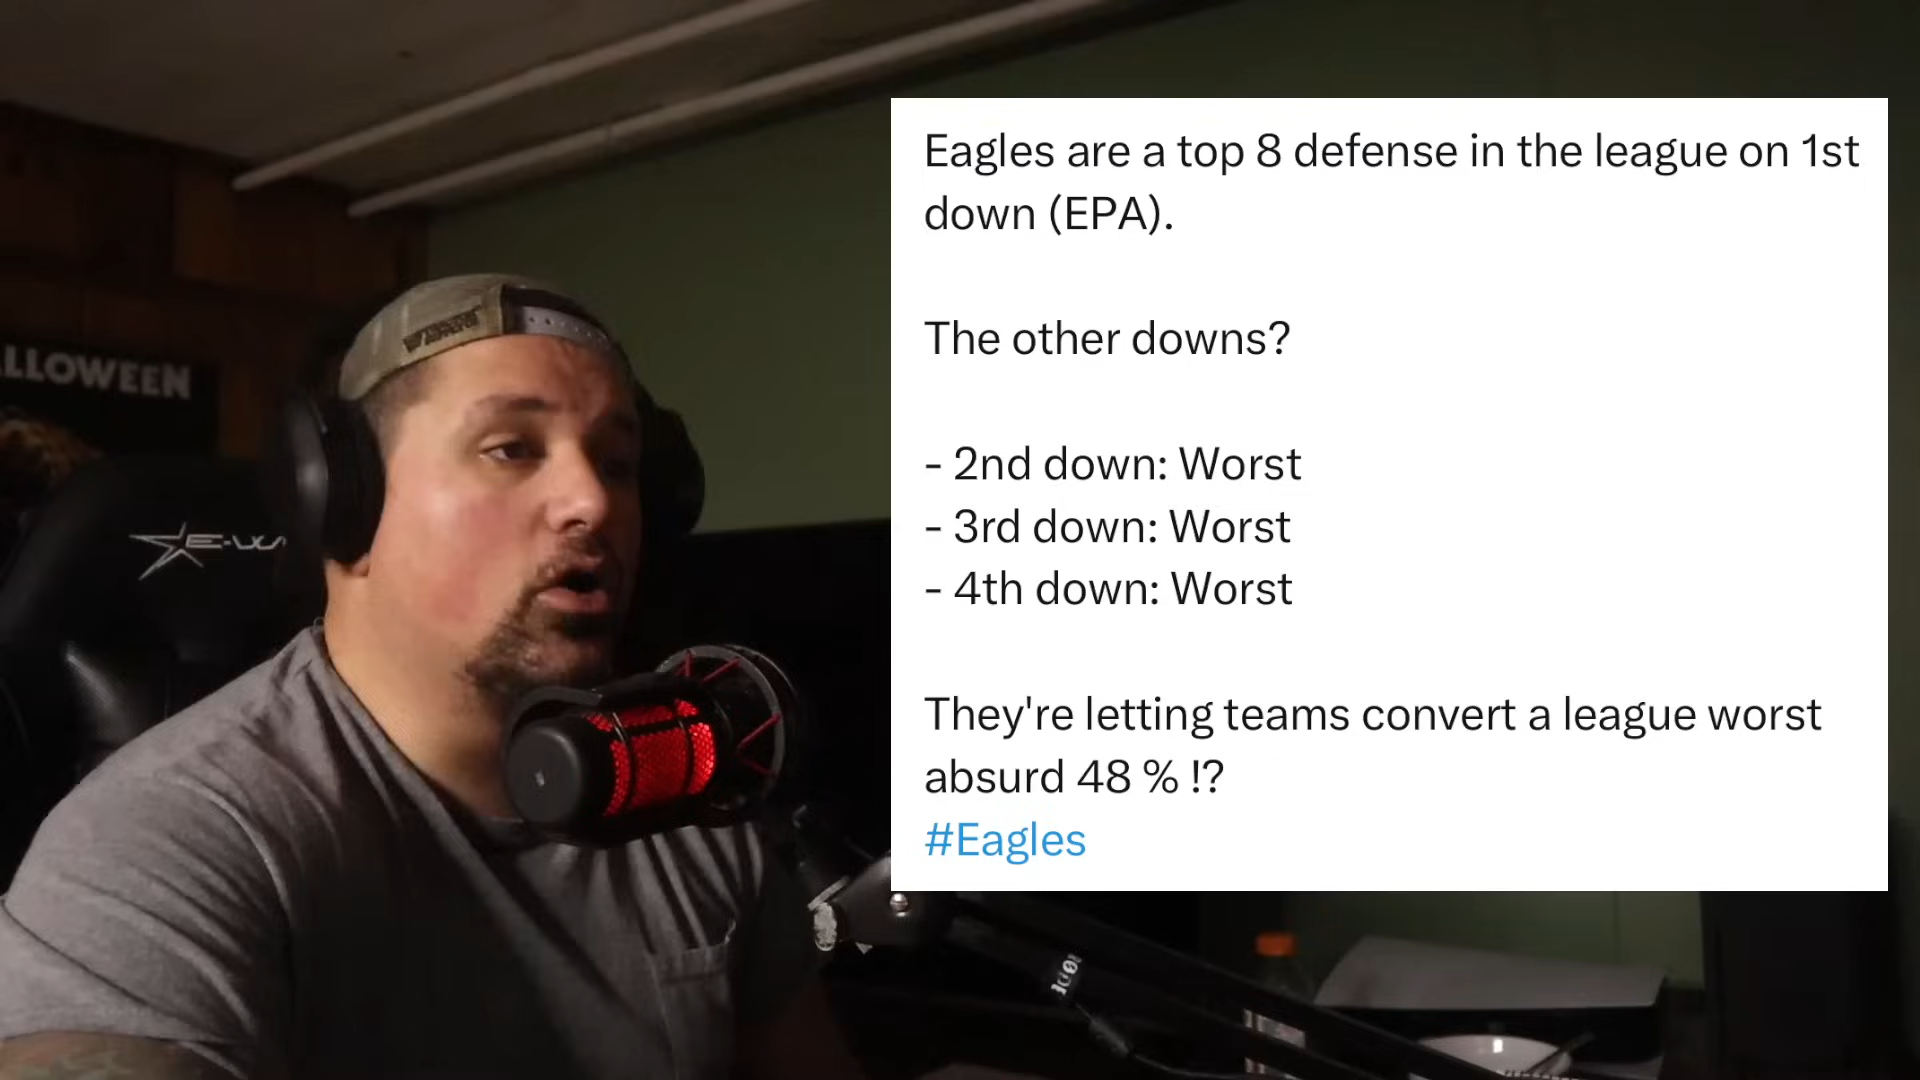 Eagles are a top 8 defense in the league on 1st
down (EPA).
The other downs?
- 2nd down: Worst
- 3rd down: Worst
- 4th down: Worst
They're letting teams convert a league worst
absurd 48 % !?
#Eagles
ALLOWEEN
E-W